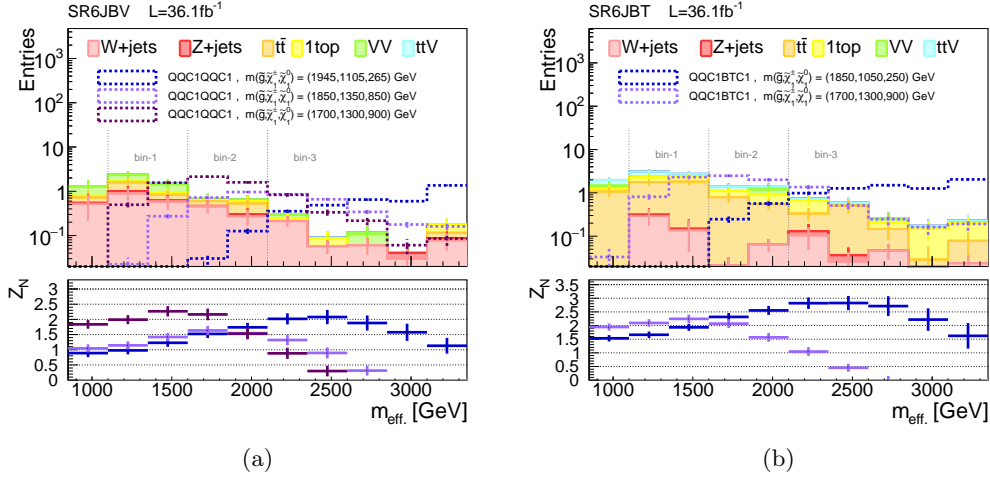 SR6JBV L=36.1fb⁻¹
Entries
10³
10²
10
1
10⁻¹
W+jets Z+jets tt̄ 1top VV ttV
QQC1QQC1 , m(g̃,χ̃₁±,χ̃₁⁰) = (1945,1105,265) GeV
QQC1QQC1 , m(g̃,χ̃₁±,χ̃₁⁰) = (1850,1350,850) GeV
QQC1QQC1 , m(g̃,χ̃₁±,χ̃₁⁰) = (1700,1300,900) GeV
bin-1 bin-2 bin-3
Z_N
3
2.5
2
1.5
1
0.5
0
1000 1500 2000 2500 3000
m_eff. [GeV]
(a)
SR6JBT L=36.1fb⁻¹
Entries
10³
10²
10
1
10⁻¹
W+jets Z+jets tt̄ 1top VV ttV
QQC1BTC1 , m(g̃,χ̃₁±,χ̃₁⁰) = (1850,1050,250) GeV
QQC1BTC1 , m(g̃,χ̃₁±,χ̃₁⁰) = (1700,1300,900) GeV
bin-1 bin-2 bin-3
Z_N
3.5
3
2.5
2
1.5
1
0.5
0
1000 1500 2000 2500 3000
m_eff. [GeV]
(b)